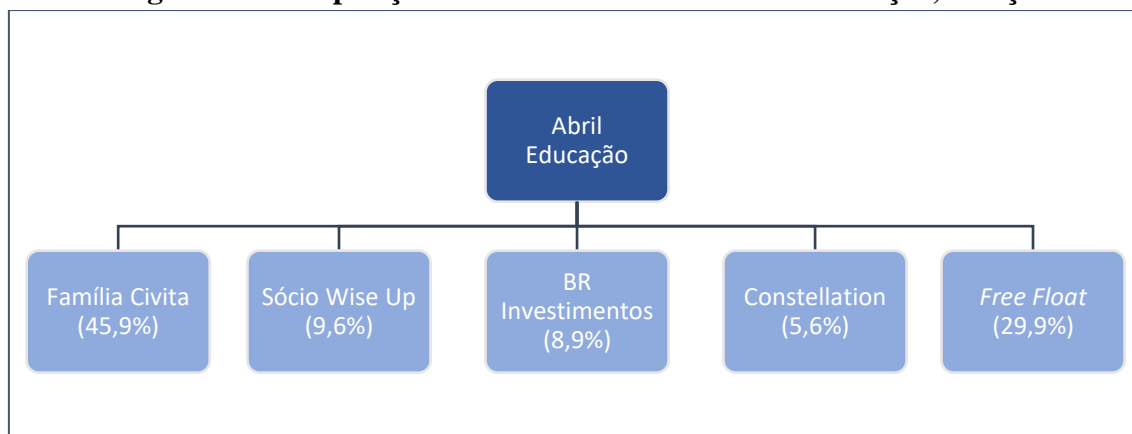 Abril
Educação
Família Civita
(45,9%)
Sócio Wise Up
(9,6%)
BR
Investimentos
(8,9%)
Constellation
(5,6%)
Free Float
(29,9%)